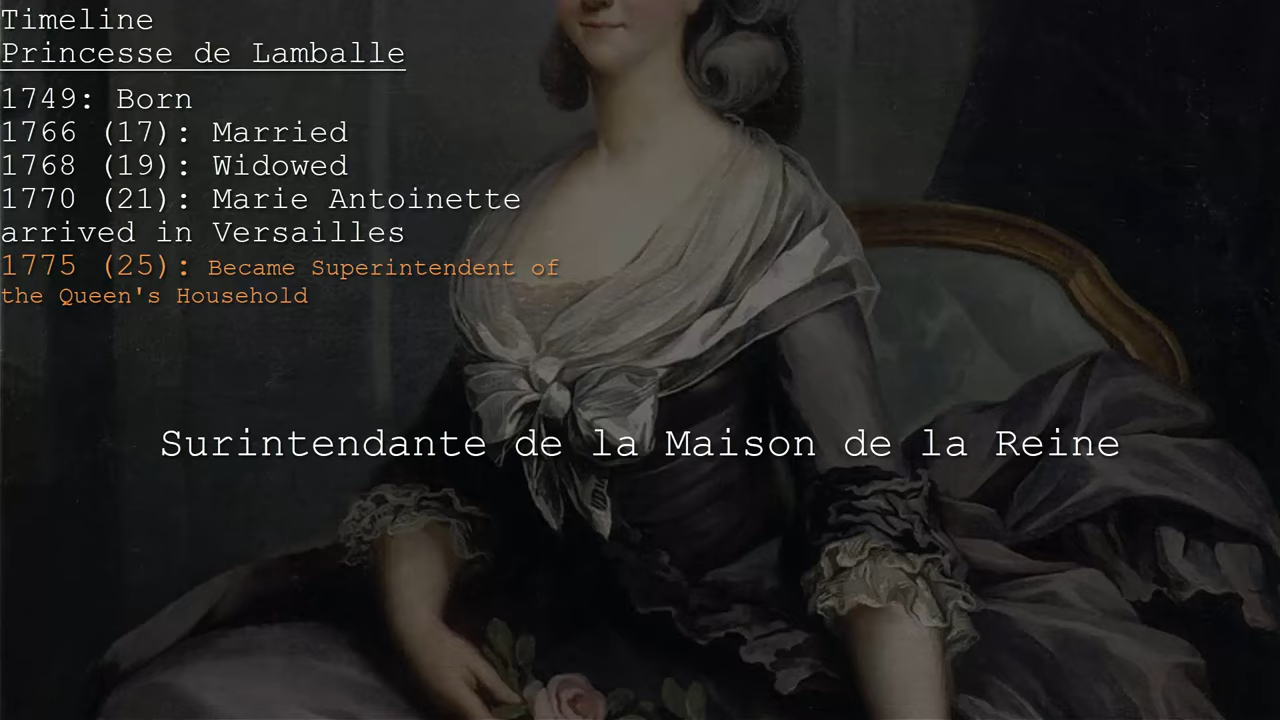 Timeline
Princesse de Lamballe
1749: Born
1766 (17): Married
1768 (19): Widowed
1770 (21): Marie Antoinette
arrived in Versailles
1775 (25): Became Superintendent of
the Queen's Household
Surintendante de la Maison de la Reine